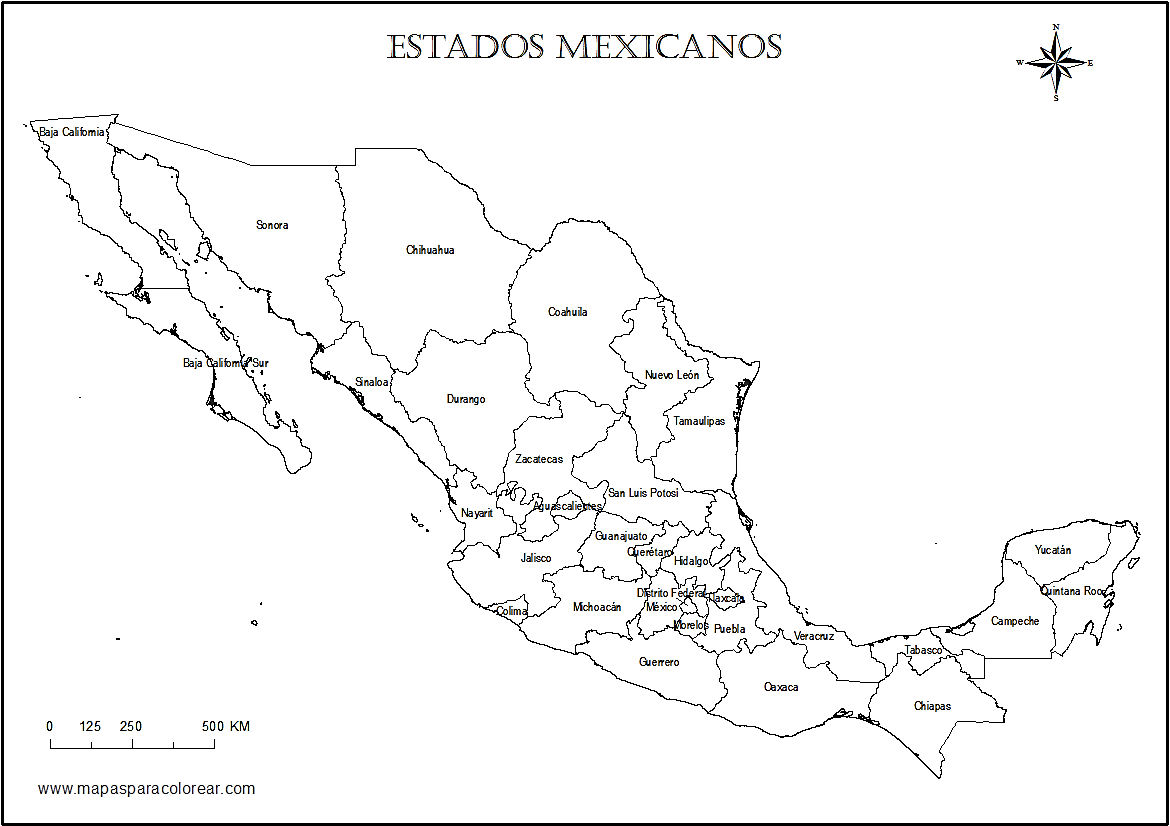 ESTADOS MEXICANOS
N
W
E
S
Baja California
Sonora
Chihuahua
Coahuila
Baja California Sur
Sinaloa
Nuevo León
Durango
Tamaulipas
Zacatecas
San Luis Potosí
Aguascalientes
Nayarit
Guanajuato
Querétaro
Yucatán
Jalisco
Hidalgo
Quintana Roo
Distrito Federal
Tlaxcala
México
Michoacán
Colima
Campeche
Morelos
Puebla
Veracruz
Tabasco
Guerrero
Oaxaca
Chiapas
0 125 250 500 KM
www.mapasparacolorear.com